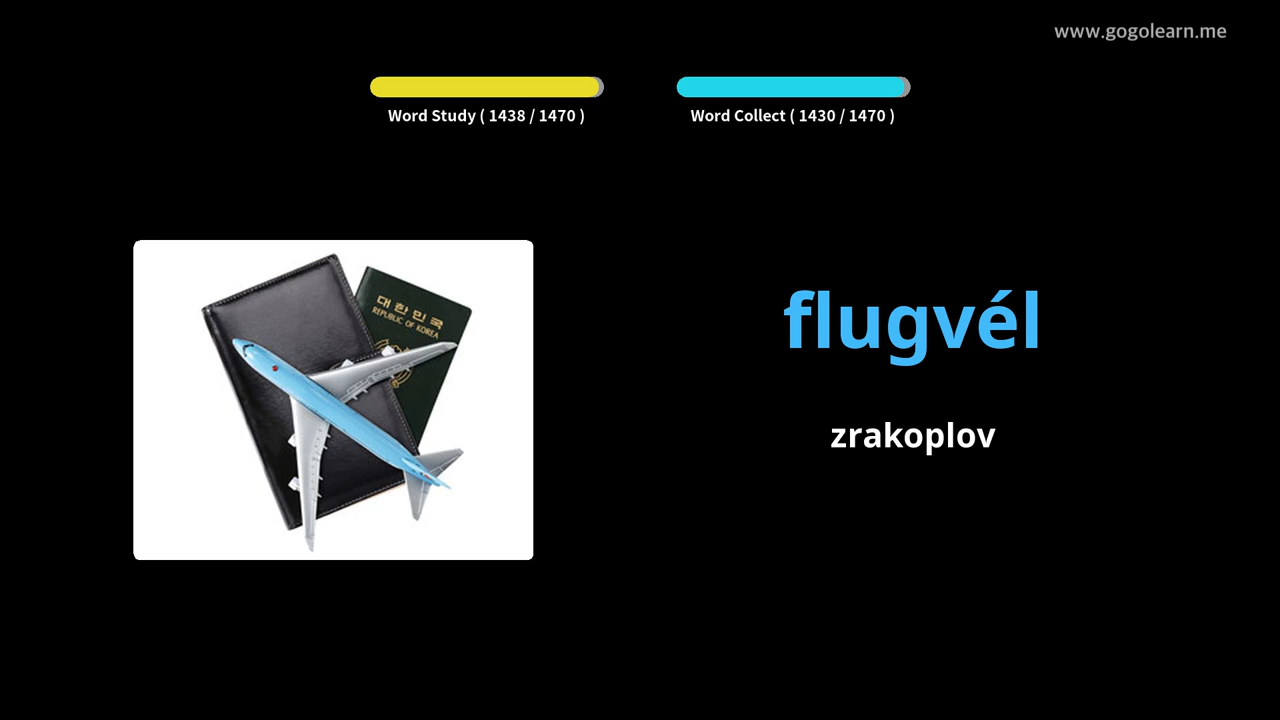 www.gogolearn.me
Word Study ( 1438 / 1470 )
Word Collect ( 1430 / 1470 )
대한민국
REPUBLIC OF KOREA
flugvél
zrakoplov